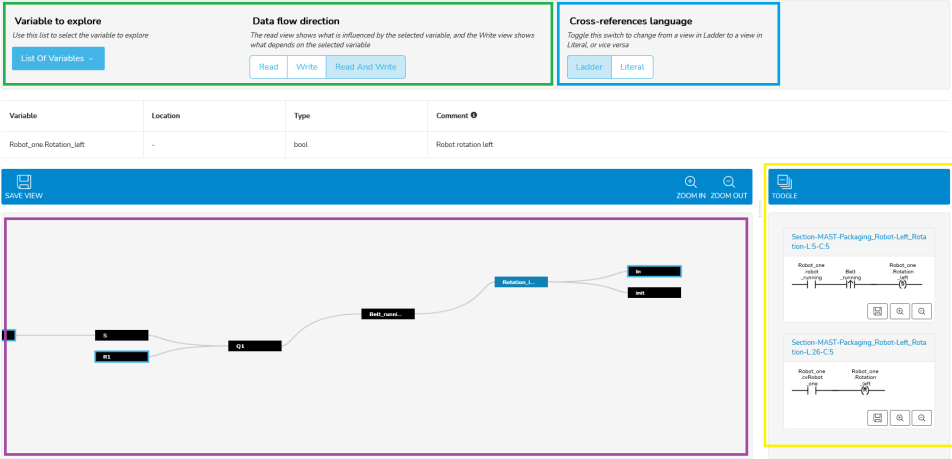 Variable to explore
Use this list to select the variable to explore
List Of Variables
Data flow direction
The read view shows what is influenced by the selected variable, and the Write view shows
what depends on the selected variable
Read Write Read And Write
Cross-references language
Toggle this switch to change from a view in Ladder to a view in
Literal, or vice versa
Ladder Literal
Variable Location Type Comment
Robot_one.Rotation_left - bool Robot rotation left
SAVE VIEW
ZOOM IN ZOOM OUT
TOOGLE
In
Rotation_l...
init
Belt_runni...
S
Q1
R1
Section-MAST-Packaging_Robot-Left_Rota
tion-L:5-C:5
Robot_one
.robot
_running
Belt
_running
Robot_one
.Rotation
_left
Section-MAST-Packaging_Robot-Left_Rota
tion-L:26-C:5
Robot_one
.cvRobot
_one
Robot_one
.Rotation
_left